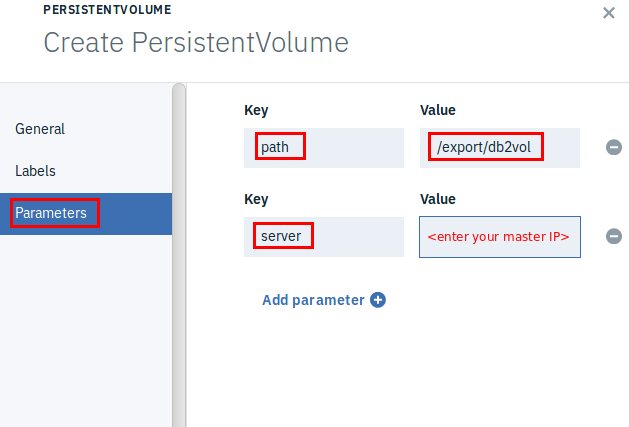 PERSISTENTVOLUME
Create PersistentVolume
General
Labels
Parameters
Key Value
path /export/db2vol
Key Value
server <enter your master IP>
Add parameter